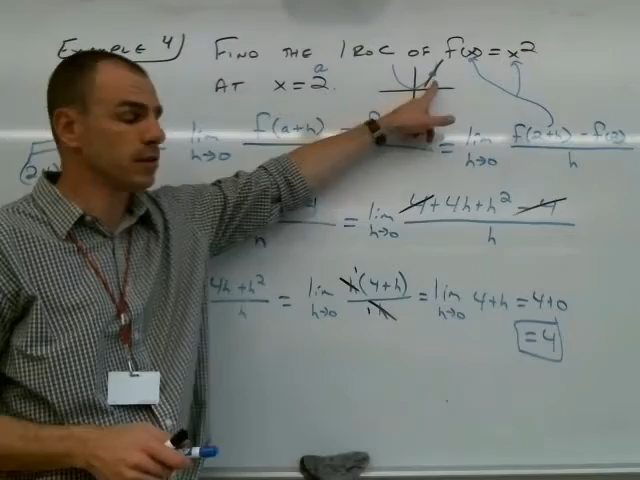 Example 4) Find the IROC of f(x) = x2
at x = 2. a
lim h→0 f(a+h) - f = lim h→0 f(2+h) - f(2) / h
h = lim h→0 4 + 4h + h2 - 4 / h
4h + h2 / h = lim h→0 h(4+h) / h = lim h→0 4+h = 4+0
= 4